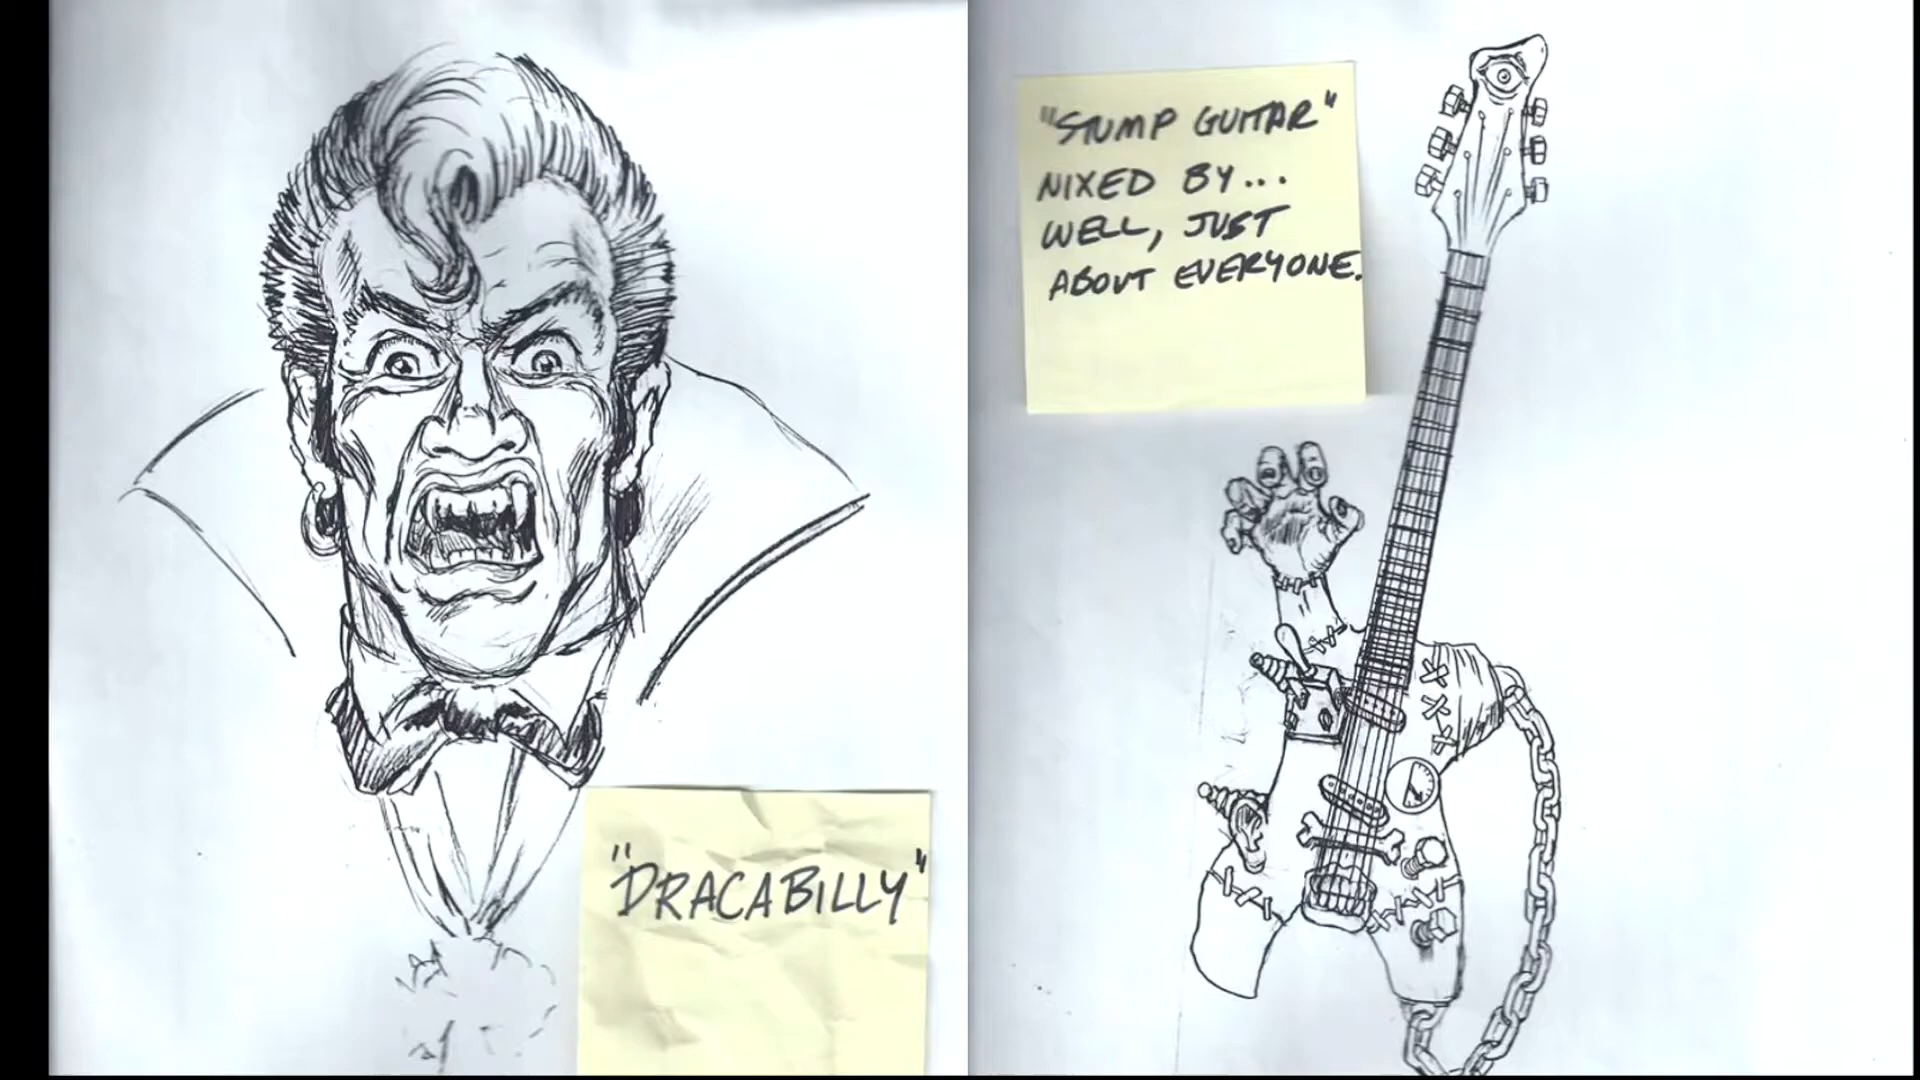 "DRACABILLY"
"STUMP GUITAR"
NIXED BY...
WELL, JUST
ABOUT EVERYONE.